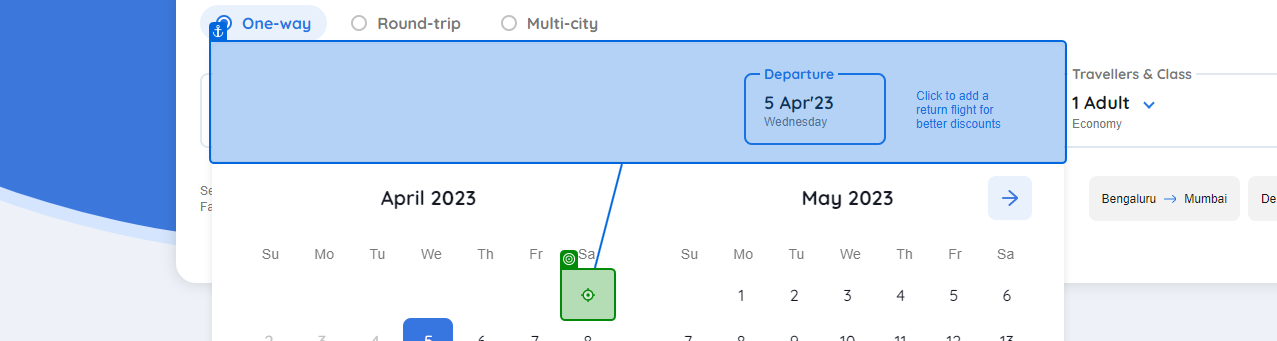 One-way Round-trip Multi-city
Departure
Travellers & Class
5 Apr'23
Wednesday
Click to add a
return flight for
better discounts
1 Adult
Economy
April 2023
May 2023
Bengaluru → Mumbai
Su Mo Tu We Th Fr Sa
Su Mo Tu We Th Fr Sa
1 2 3 4 5 6
2 3 4 5 6 7 8
7 8 9 10 11 12 13